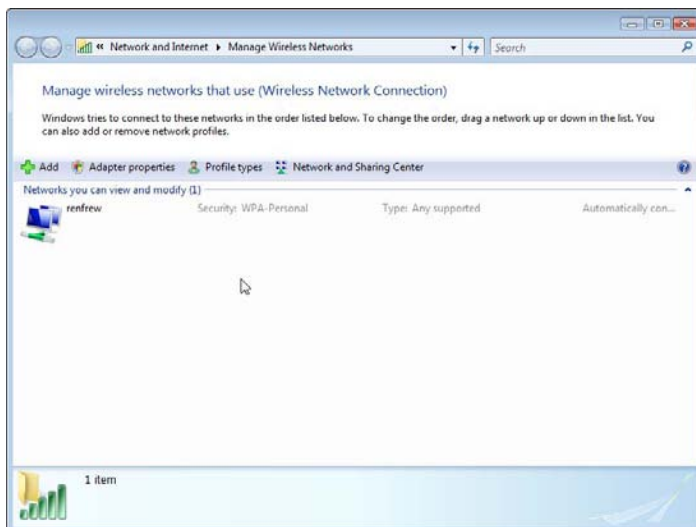 « Network and Internet Manage Wireless Networks Search
Manage wireless networks that use (Wireless Network Connection)
Windows tries to connect to these networks in the order listed below. To change the order, drag a network up or down in the list. You
can also add or remove network profiles.
Add Adapter properties Profile types Network and Sharing Center
Networks you can view and modify (1)
renfrew Security: WPA-Personal Type: Any supported Automatically con...
1 item